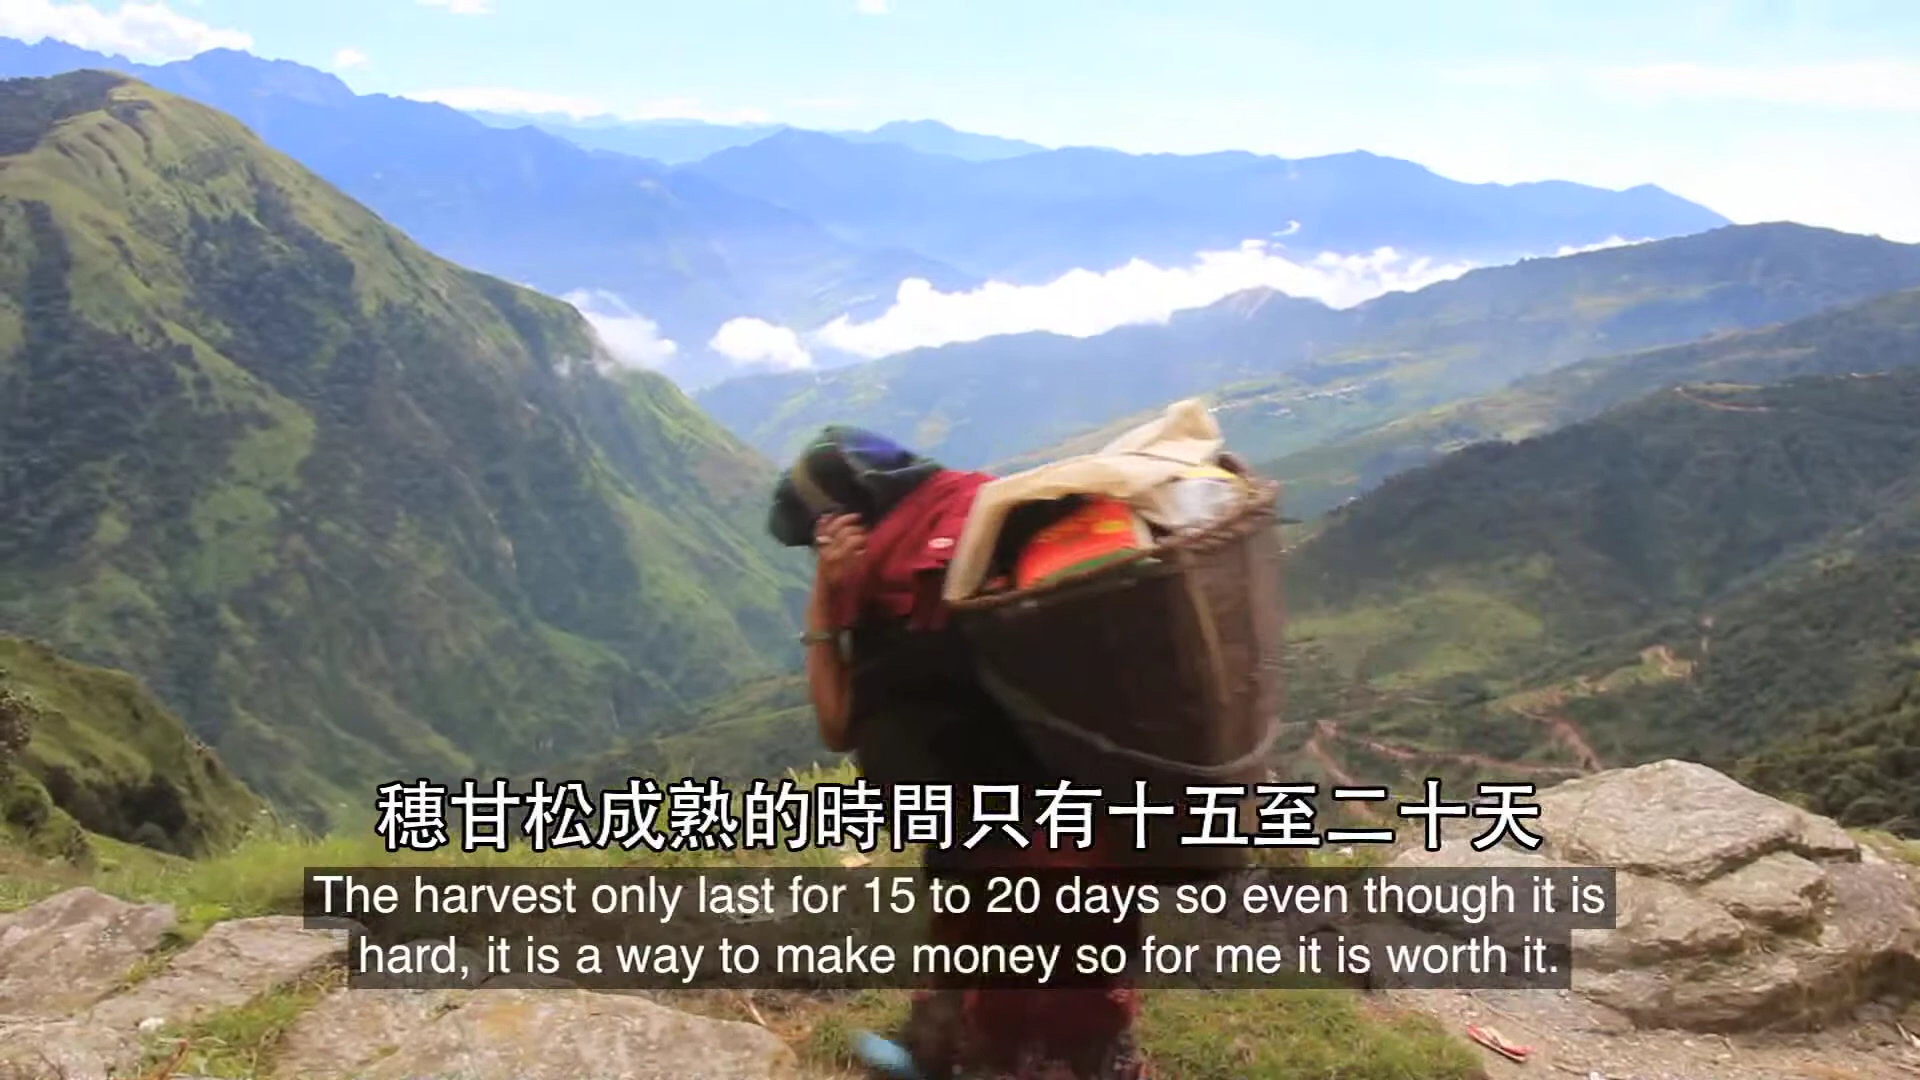 穗甘松成熟的時間只有十五至二十天
The harvest only last for 15 to 20 days so even though it is
hard, it is a way to make money so for me it is worth it.